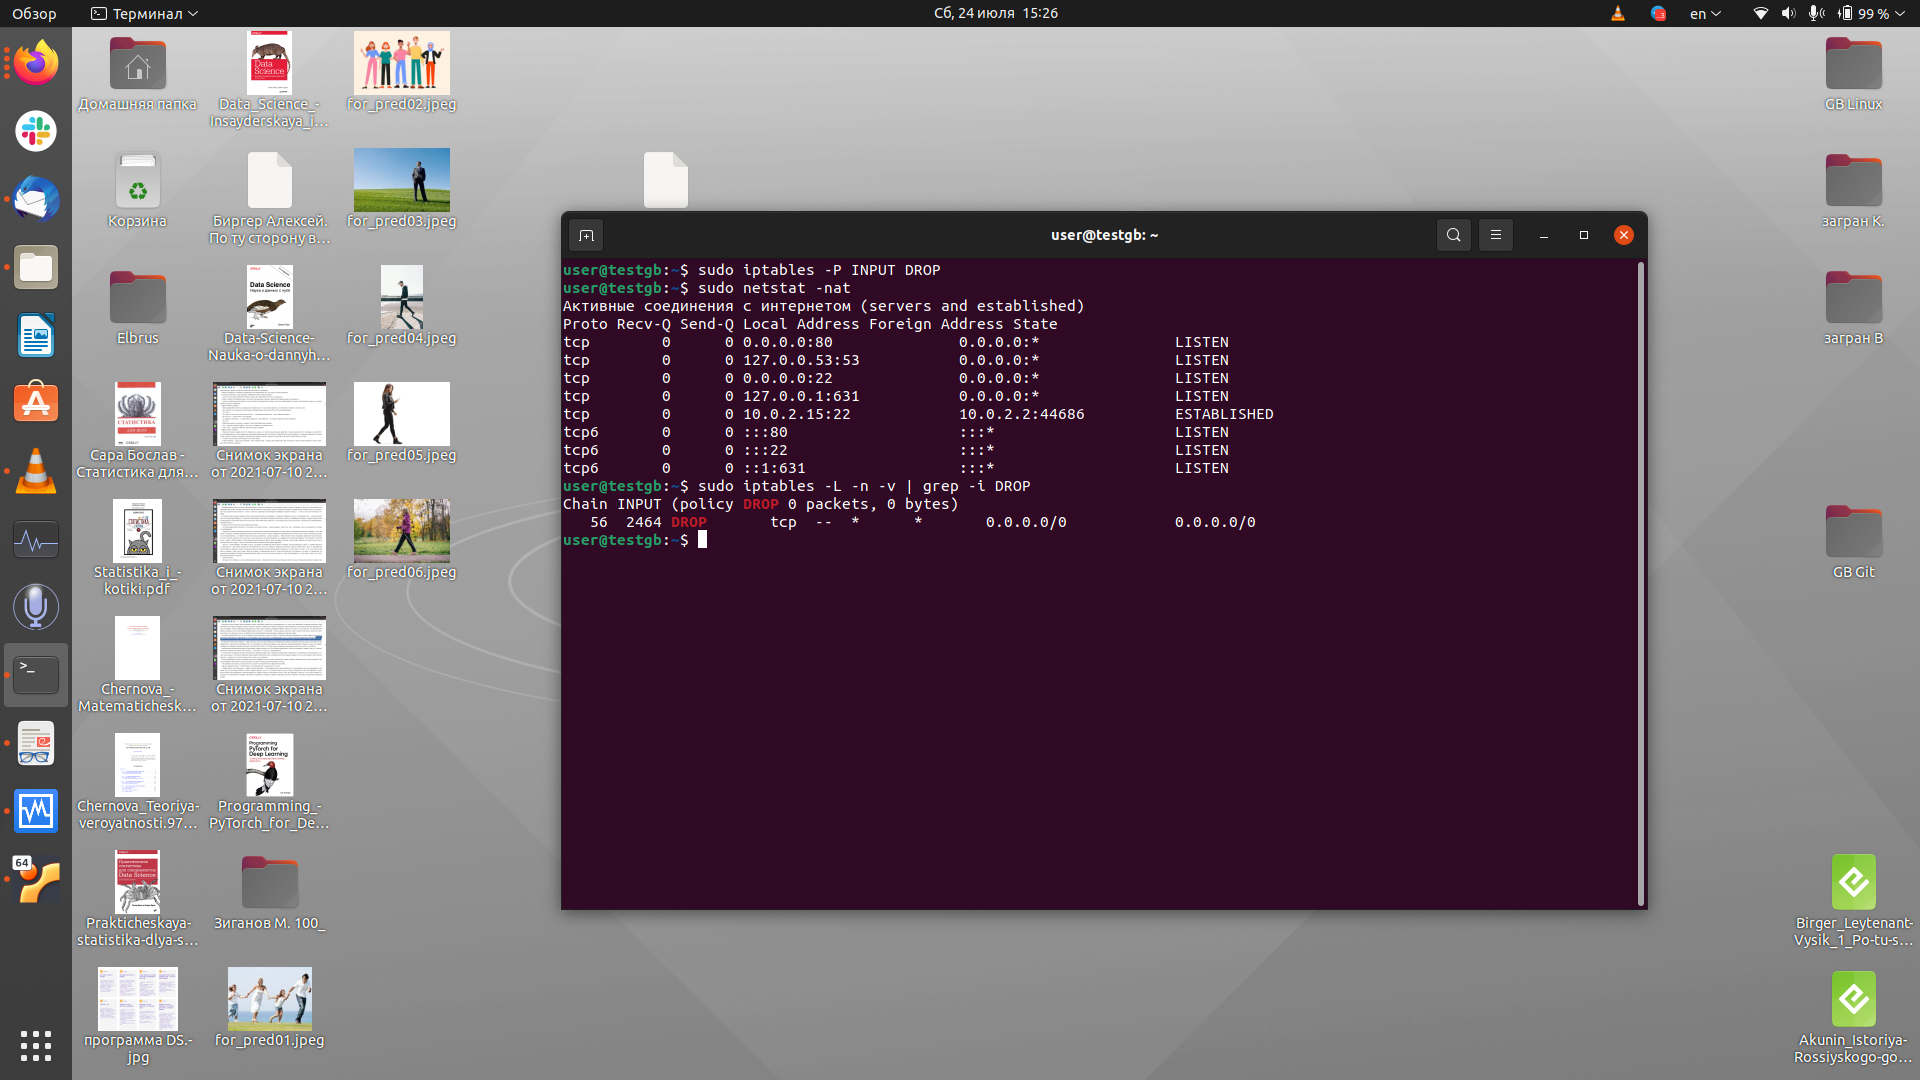 Обзор
Терминал
Сб, 24 июля 15:26
en
99 %
Домашняя папка
Data_Science_-
Insayderskaya_i...
for_pred02.jpeg
GB Linux
Корзина
Биргер Алексей.
По ту сторону в...
for_pred03.jpeg
загран К.
Elbrus
Data-Science-
Nauka-o-dannyh...
for_pred04.jpeg
загран В
Сара Бослав -
Статистика для...
Снимок экрана
от 2021-07-10 2...
for_pred05.jpeg
Statistika_i_-
kotiki.pdf
Снимок экрана
от 2021-07-10 2...
for_pred06.jpeg
GB Git
Chernova_-
Matematichesk...
Снимок экрана
от 2021-07-10 2...
Chernova_Teoriya-
veroyatnosti.97...
Programming_-
PyTorch_for_De...
64
Prakticheskaya-
statistika-dlya-s...
Зиганов М. 100_
Birger_Leytenant-
Vysik_1_Po-tu-s...
программа DS.-
jpg
for_pred01.jpeg
Akunin_Istoriya-
Rossiyskogo-go...
user@testgb: ~
user@testgb:~$ sudo iptables -P INPUT DROP
user@testgb:~$ sudo netstat -nat
Активные соединения с интернетом (servers and established)
Proto Recv-Q Send-Q Local Address Foreign Address State
tcp 0 0 0.0.0.0:80 0.0.0.0:* LISTEN
tcp 0 0 127.0.0.53:53 0.0.0.0:* LISTEN
tcp 0 0 0.0.0.0:22 0.0.0.0:* LISTEN
tcp 0 0 127.0.0.1:631 0.0.0.0:* LISTEN
tcp 0 0 10.0.2.15:22 10.0.2.2:44686 ESTABLISHED
tcp6 0 0 :::80 :::* LISTEN
tcp6 0 0 :::22 :::* LISTEN
tcp6 0 0 ::1:631 :::* LISTEN
user@testgb:~$ sudo iptables -L -n -v | grep -i DROP
Chain INPUT (policy DROP 0 packets, 0 bytes)
56 2464 DROP tcp -- * * 0.0.0.0/0 0.0.0.0/0
user@testgb:~$